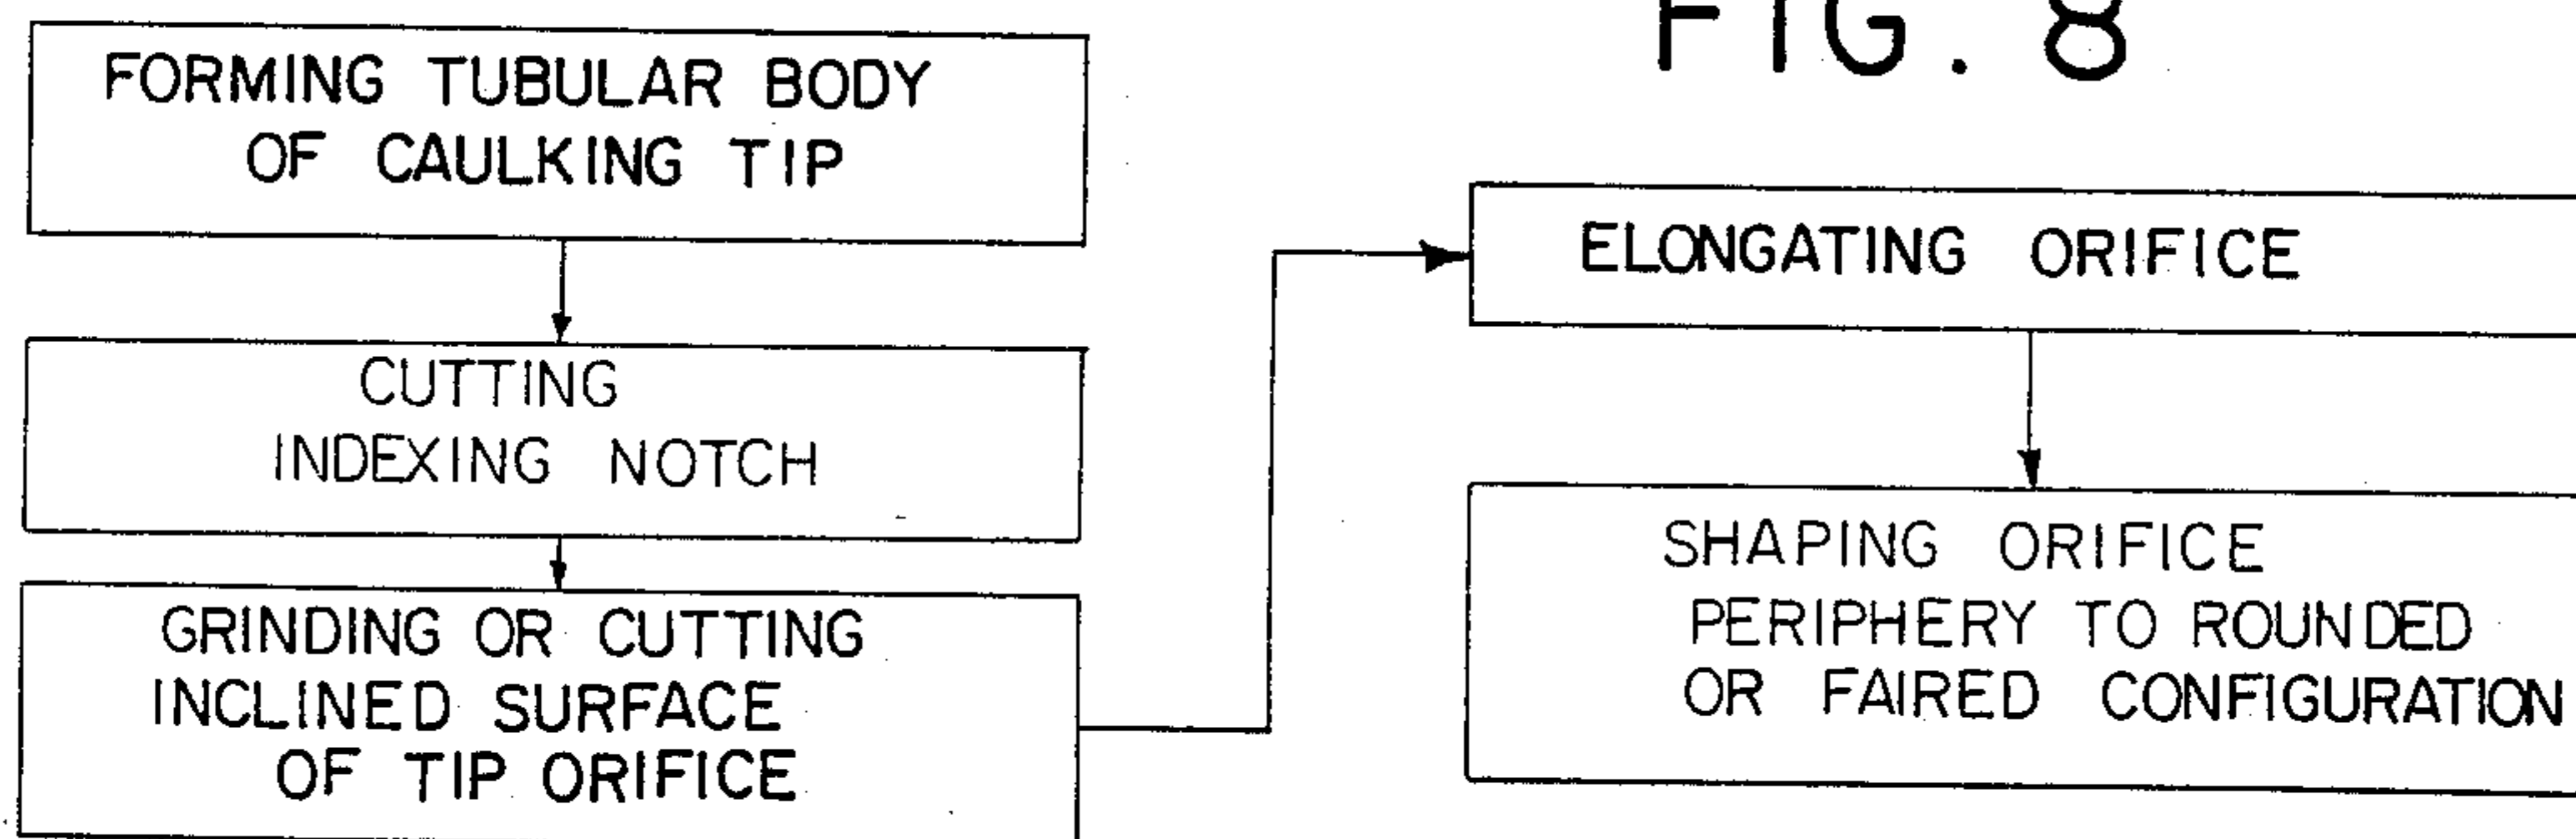 FIG. 8
FORMING TUBULAR BODY
OF CAULKING TIP
CUTTING
INDEXING NOTCH
GRINDING OR CUTTING
INCLINED SURFACE
OF TIP ORIFICE
ELONGATING ORIFICE
SHAPING ORIFICE
PERIPHERY TO ROUNDED
OR FAIRED CONFIGURATION